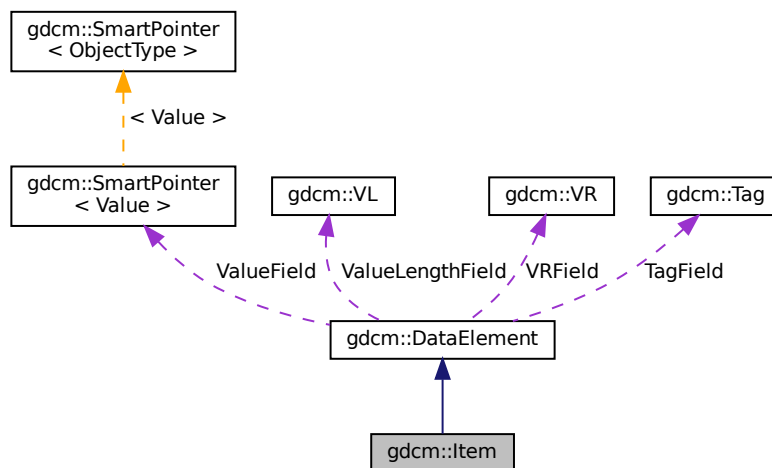 gdcm::SmartPointer
< ObjectType >
< Value >
gdcm::SmartPointer
< Value >
gdcm::VL
gdcm::VR
gdcm::Tag
ValueField
ValueLengthField
VRField
TagField
gdcm::DataElement
gdcm::Item